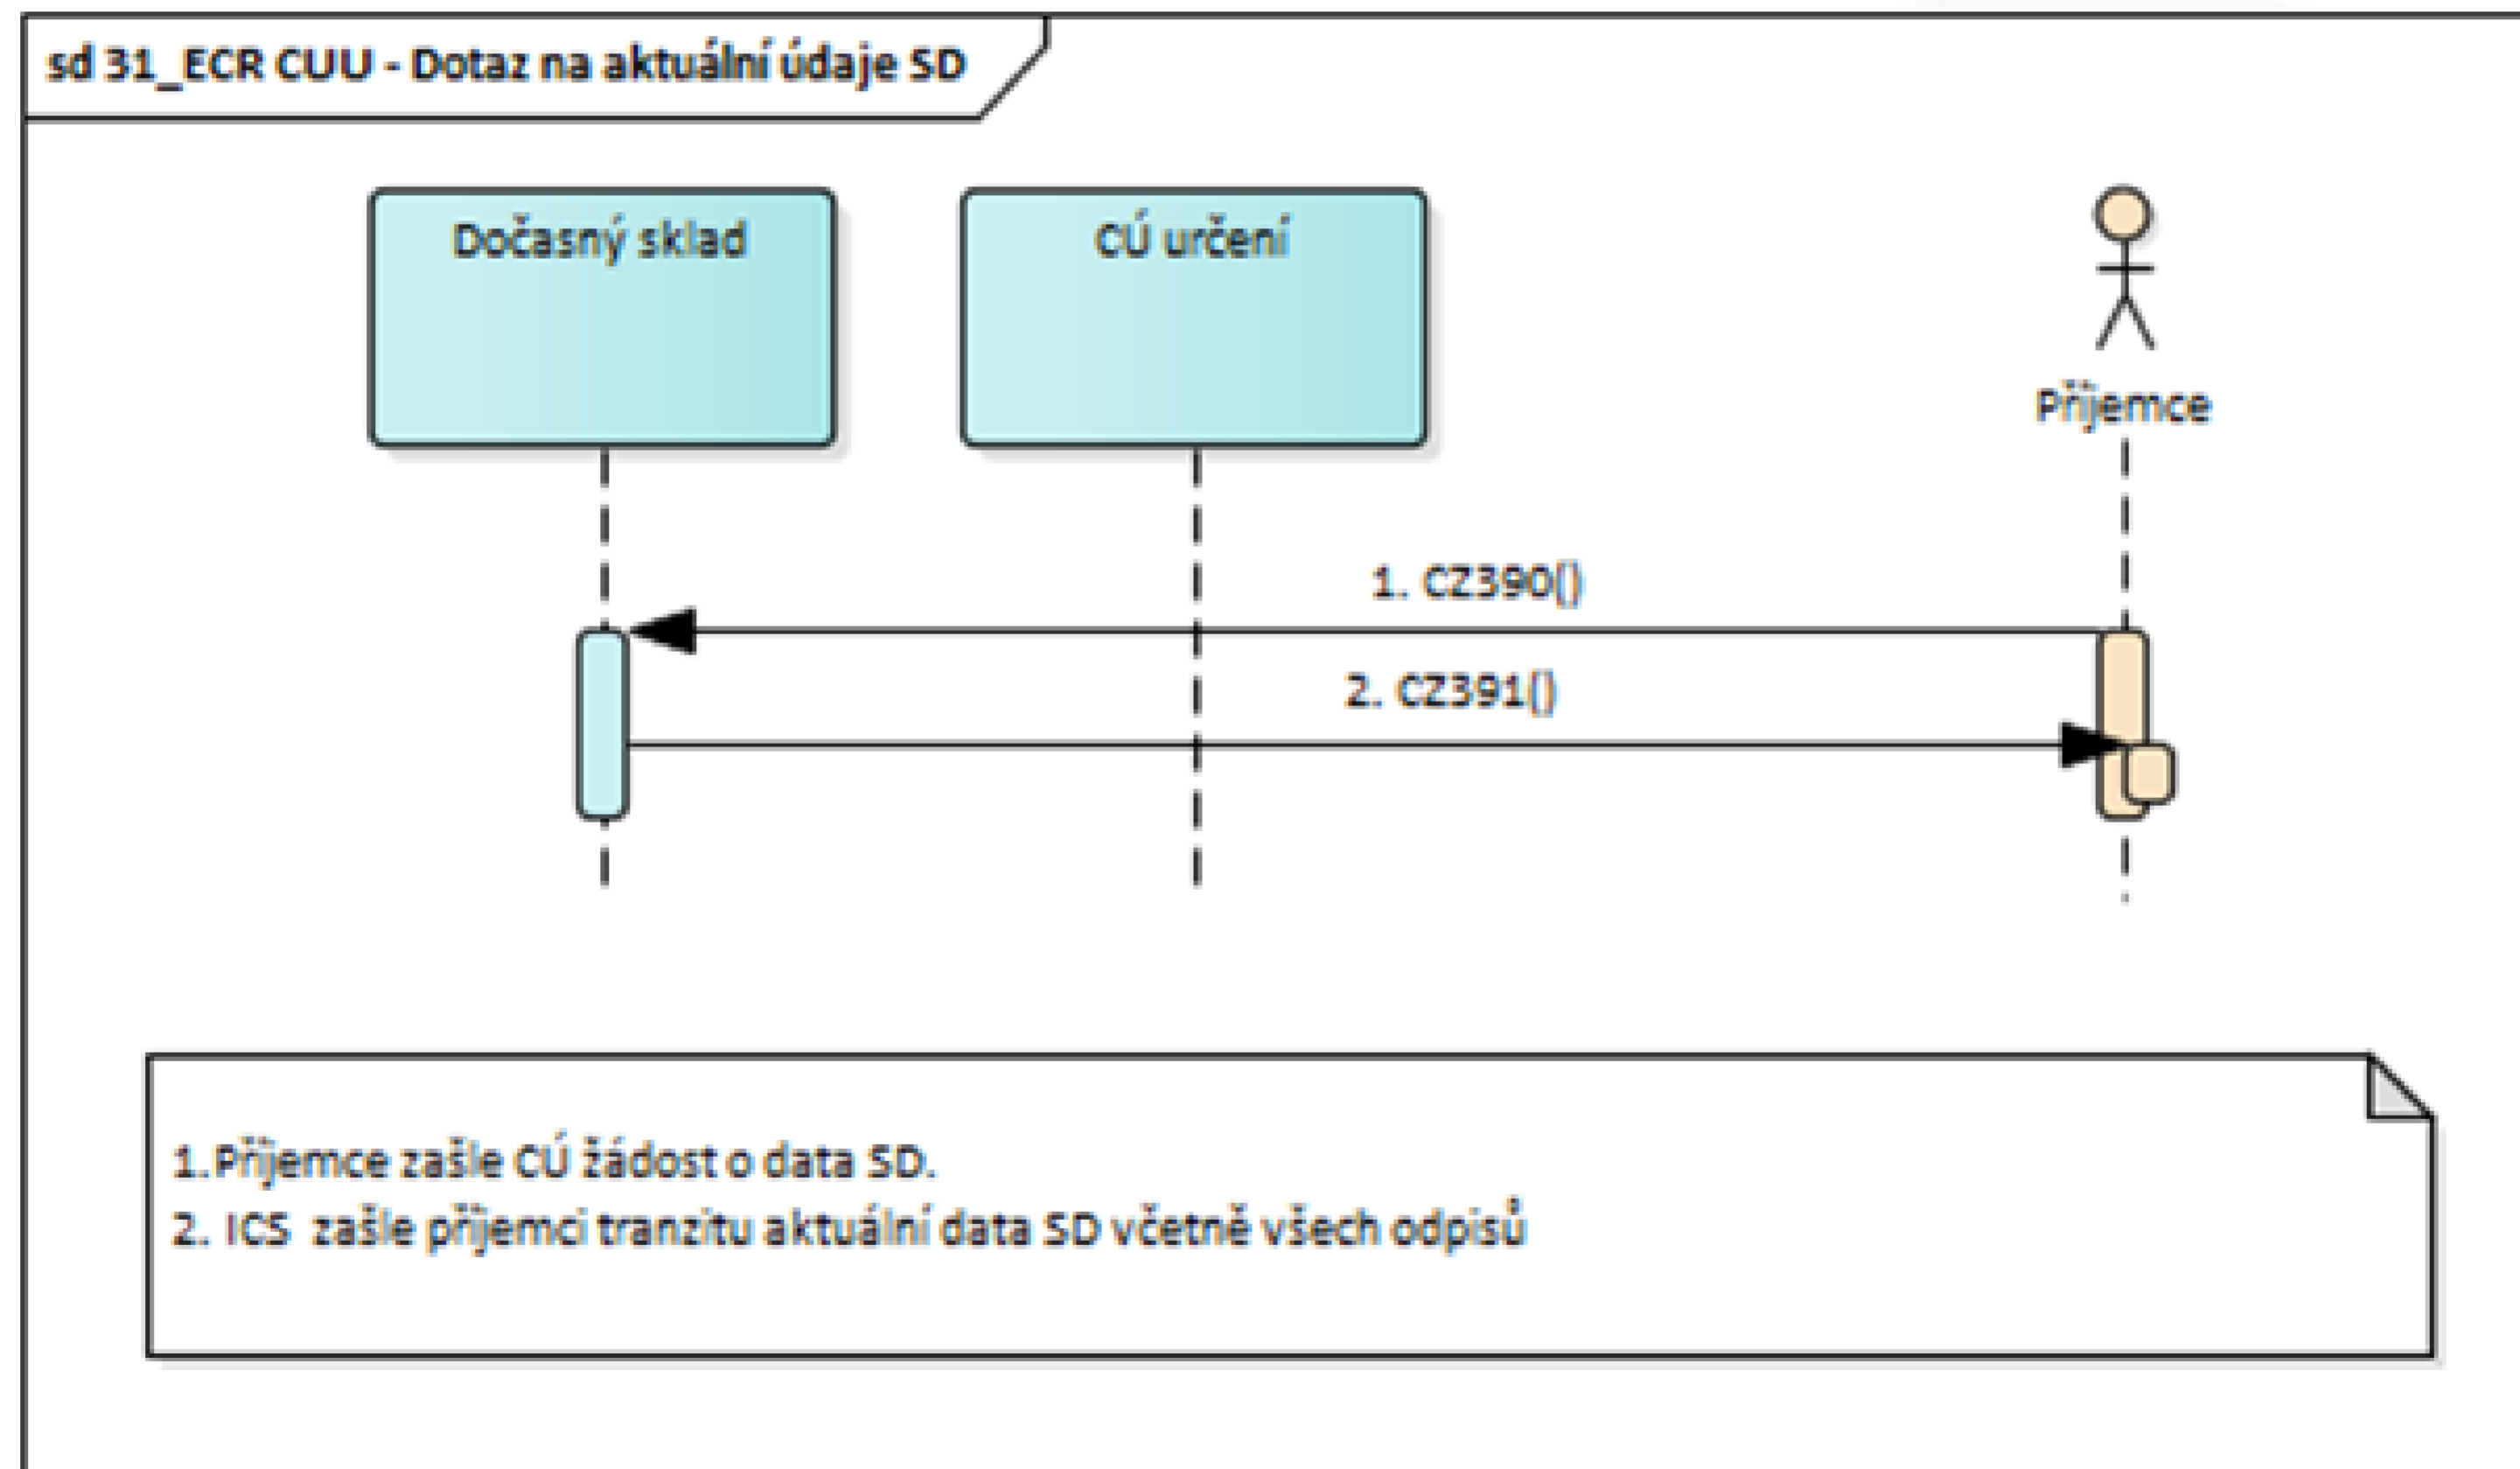 sd 31_ECR CUU - Dotaz na aktuální údaje SD
Dočasný sklad
CÚ určení
Příjemce
1. CZ390()
2. CZ391()
1.Příjemce zašle CÚ žádost o data SD.
2. ICS  zašle příjemci tranzitu aktuální data SD včetně všech odpisů